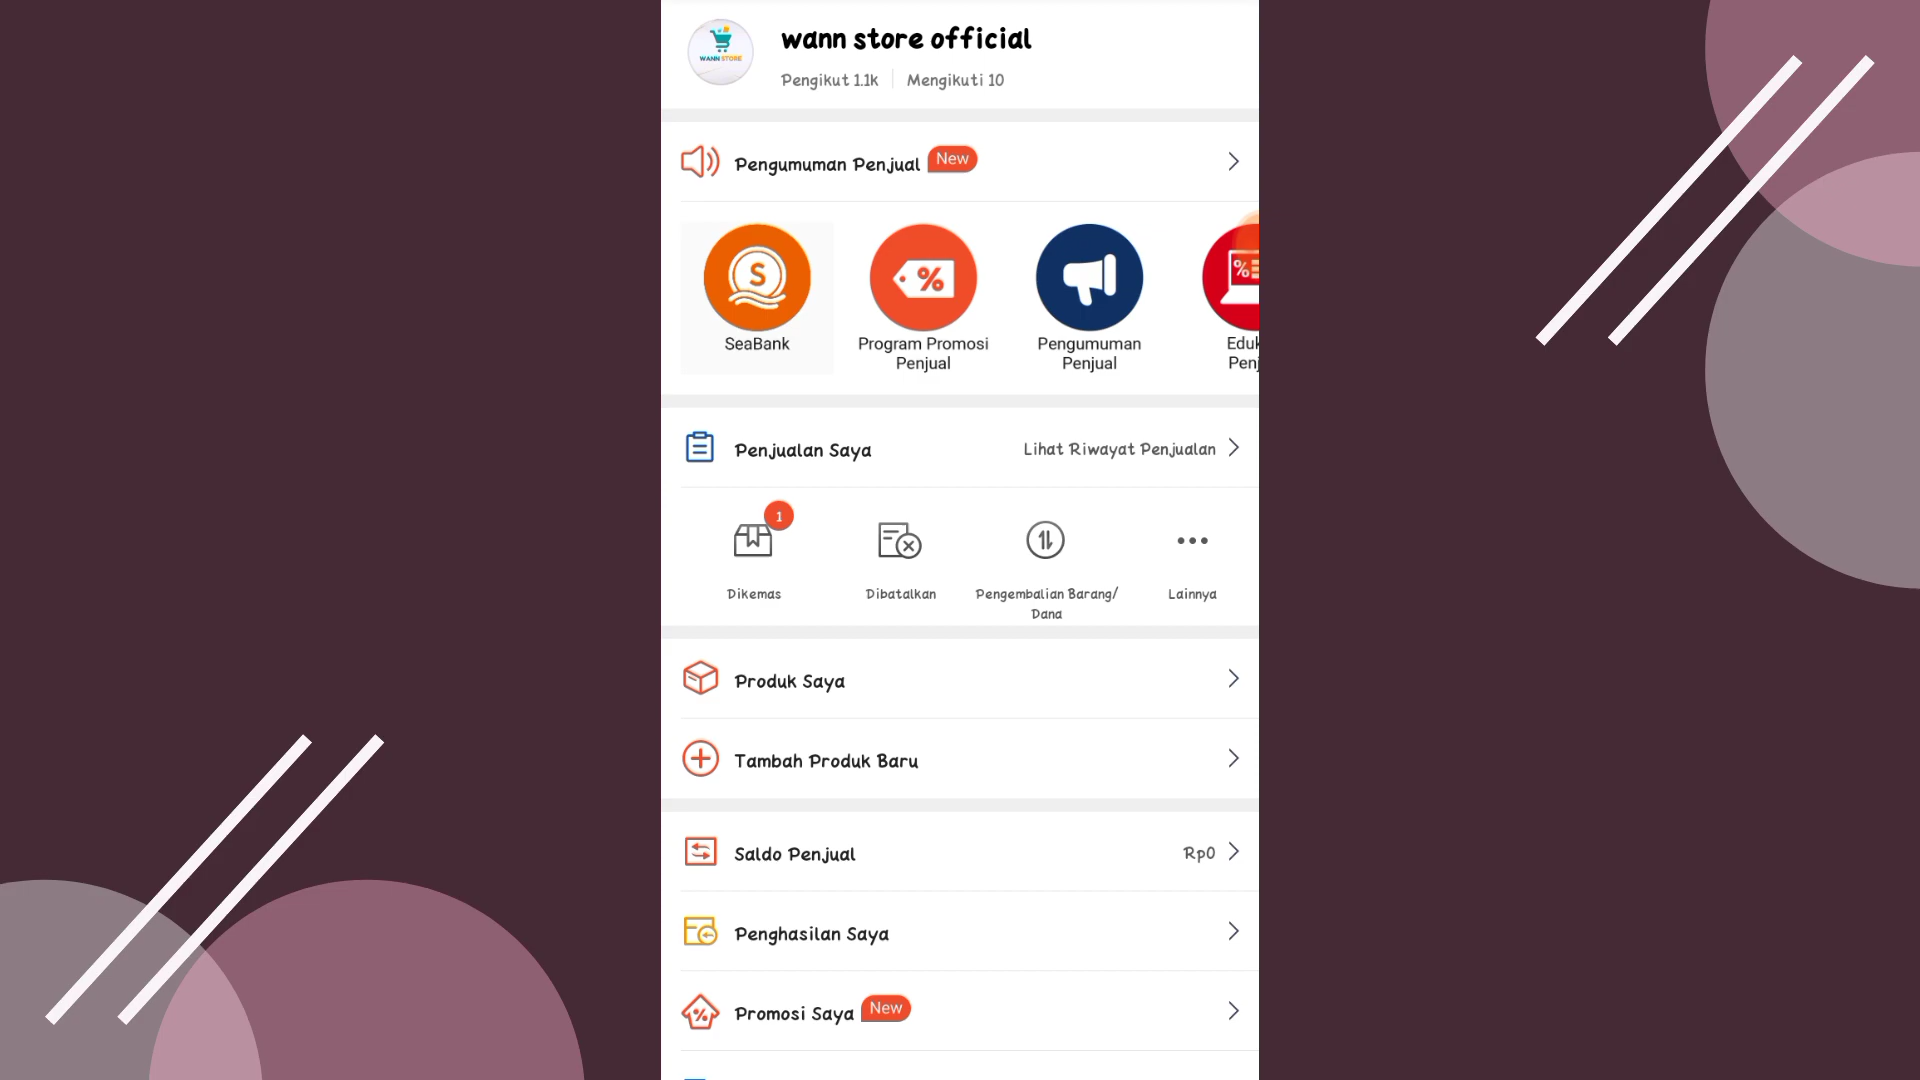 wann store official
WANN STORE
Pengikut 1.1k
Mengikuti 10
Pengumuman Penjual
New
SeaBank
Program Promosi
Penjual
Pengumuman
Penjual
Penjualan Saya
Lihat Riwayat Penjualan
1
Dikemas
Dibatalkan
Pengembalian Barang/
Dana
Lainnya
Produk Saya
Tambah Produk Baru
Saldo Penjual
Rp0
Penghasilan Saya
Promosi Saya
New